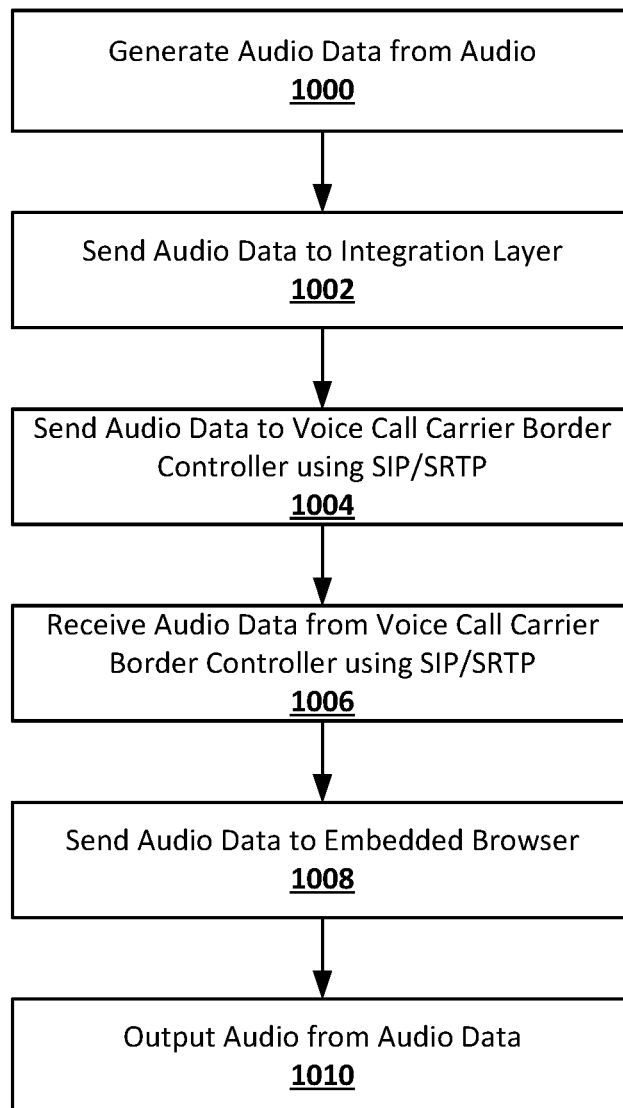 Generate Audio Data from Audio
1000
Send Audio Data to Integration Layer
1002
Send Audio Data to Voice Call Carrier Border
Controller using SIP/SRTP
1004
Receive Audio Data from Voice Call Carrier
Border Controller using SIP/SRTP
1006
Send Audio Data to Embedded Browser
1008
Output Audio from Audio Data
1010